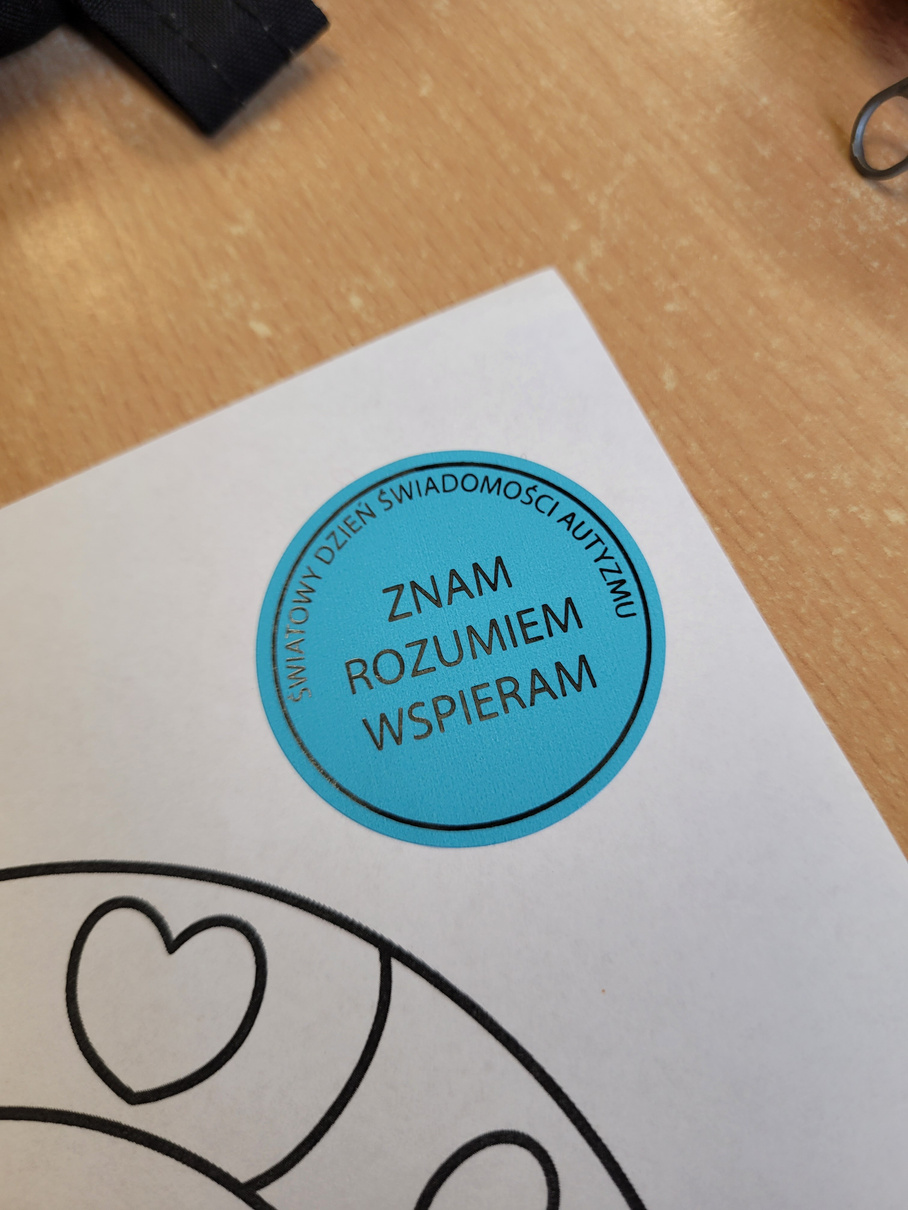 ŚWIATOWY DZIEŃ ŚWIADOMOŚCI AUTYZMU
ZNAM
ROZUMIEM
WSPIERAM